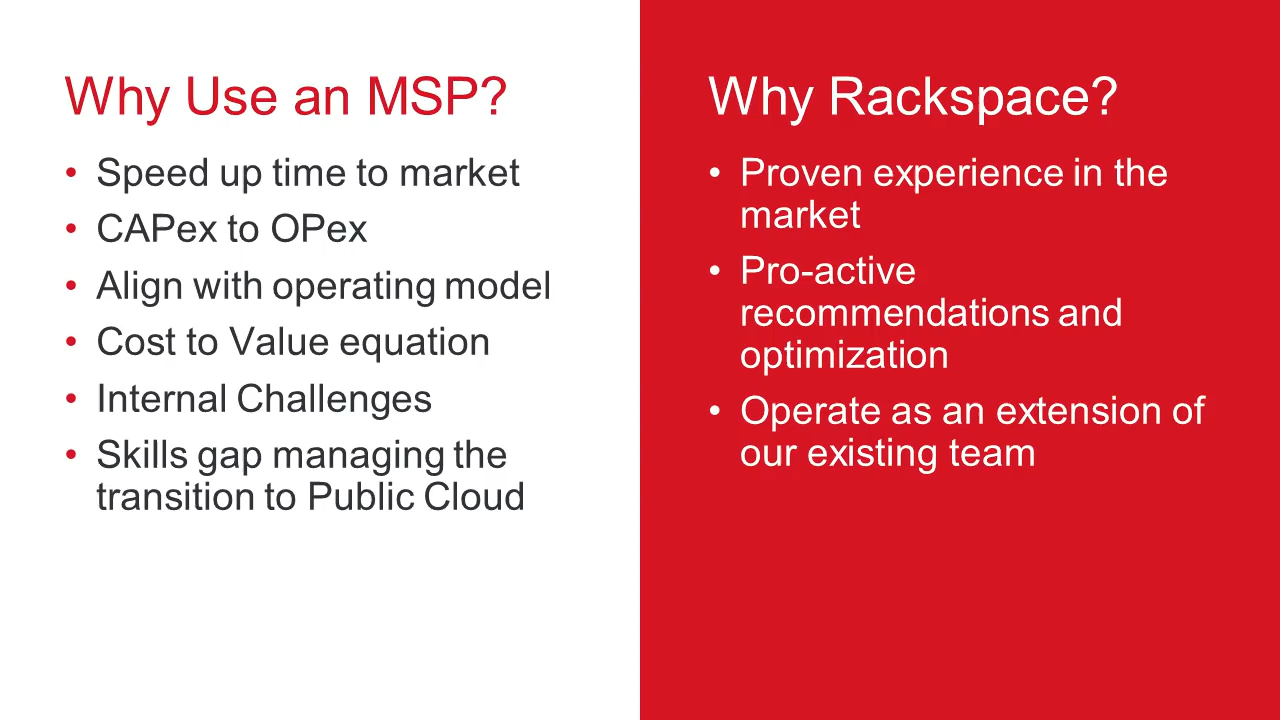 Why Use an MSP?
• Speed up time to market
• CAPex to OPex
• Align with operating model
• Cost to Value equation
• Internal Challenges
• Skills gap managing the
transition to Public Cloud
Why Rackspace?
• Proven experience in the
market
• Pro-active
recommendations and
optimization
• Operate as an extension of
our existing team